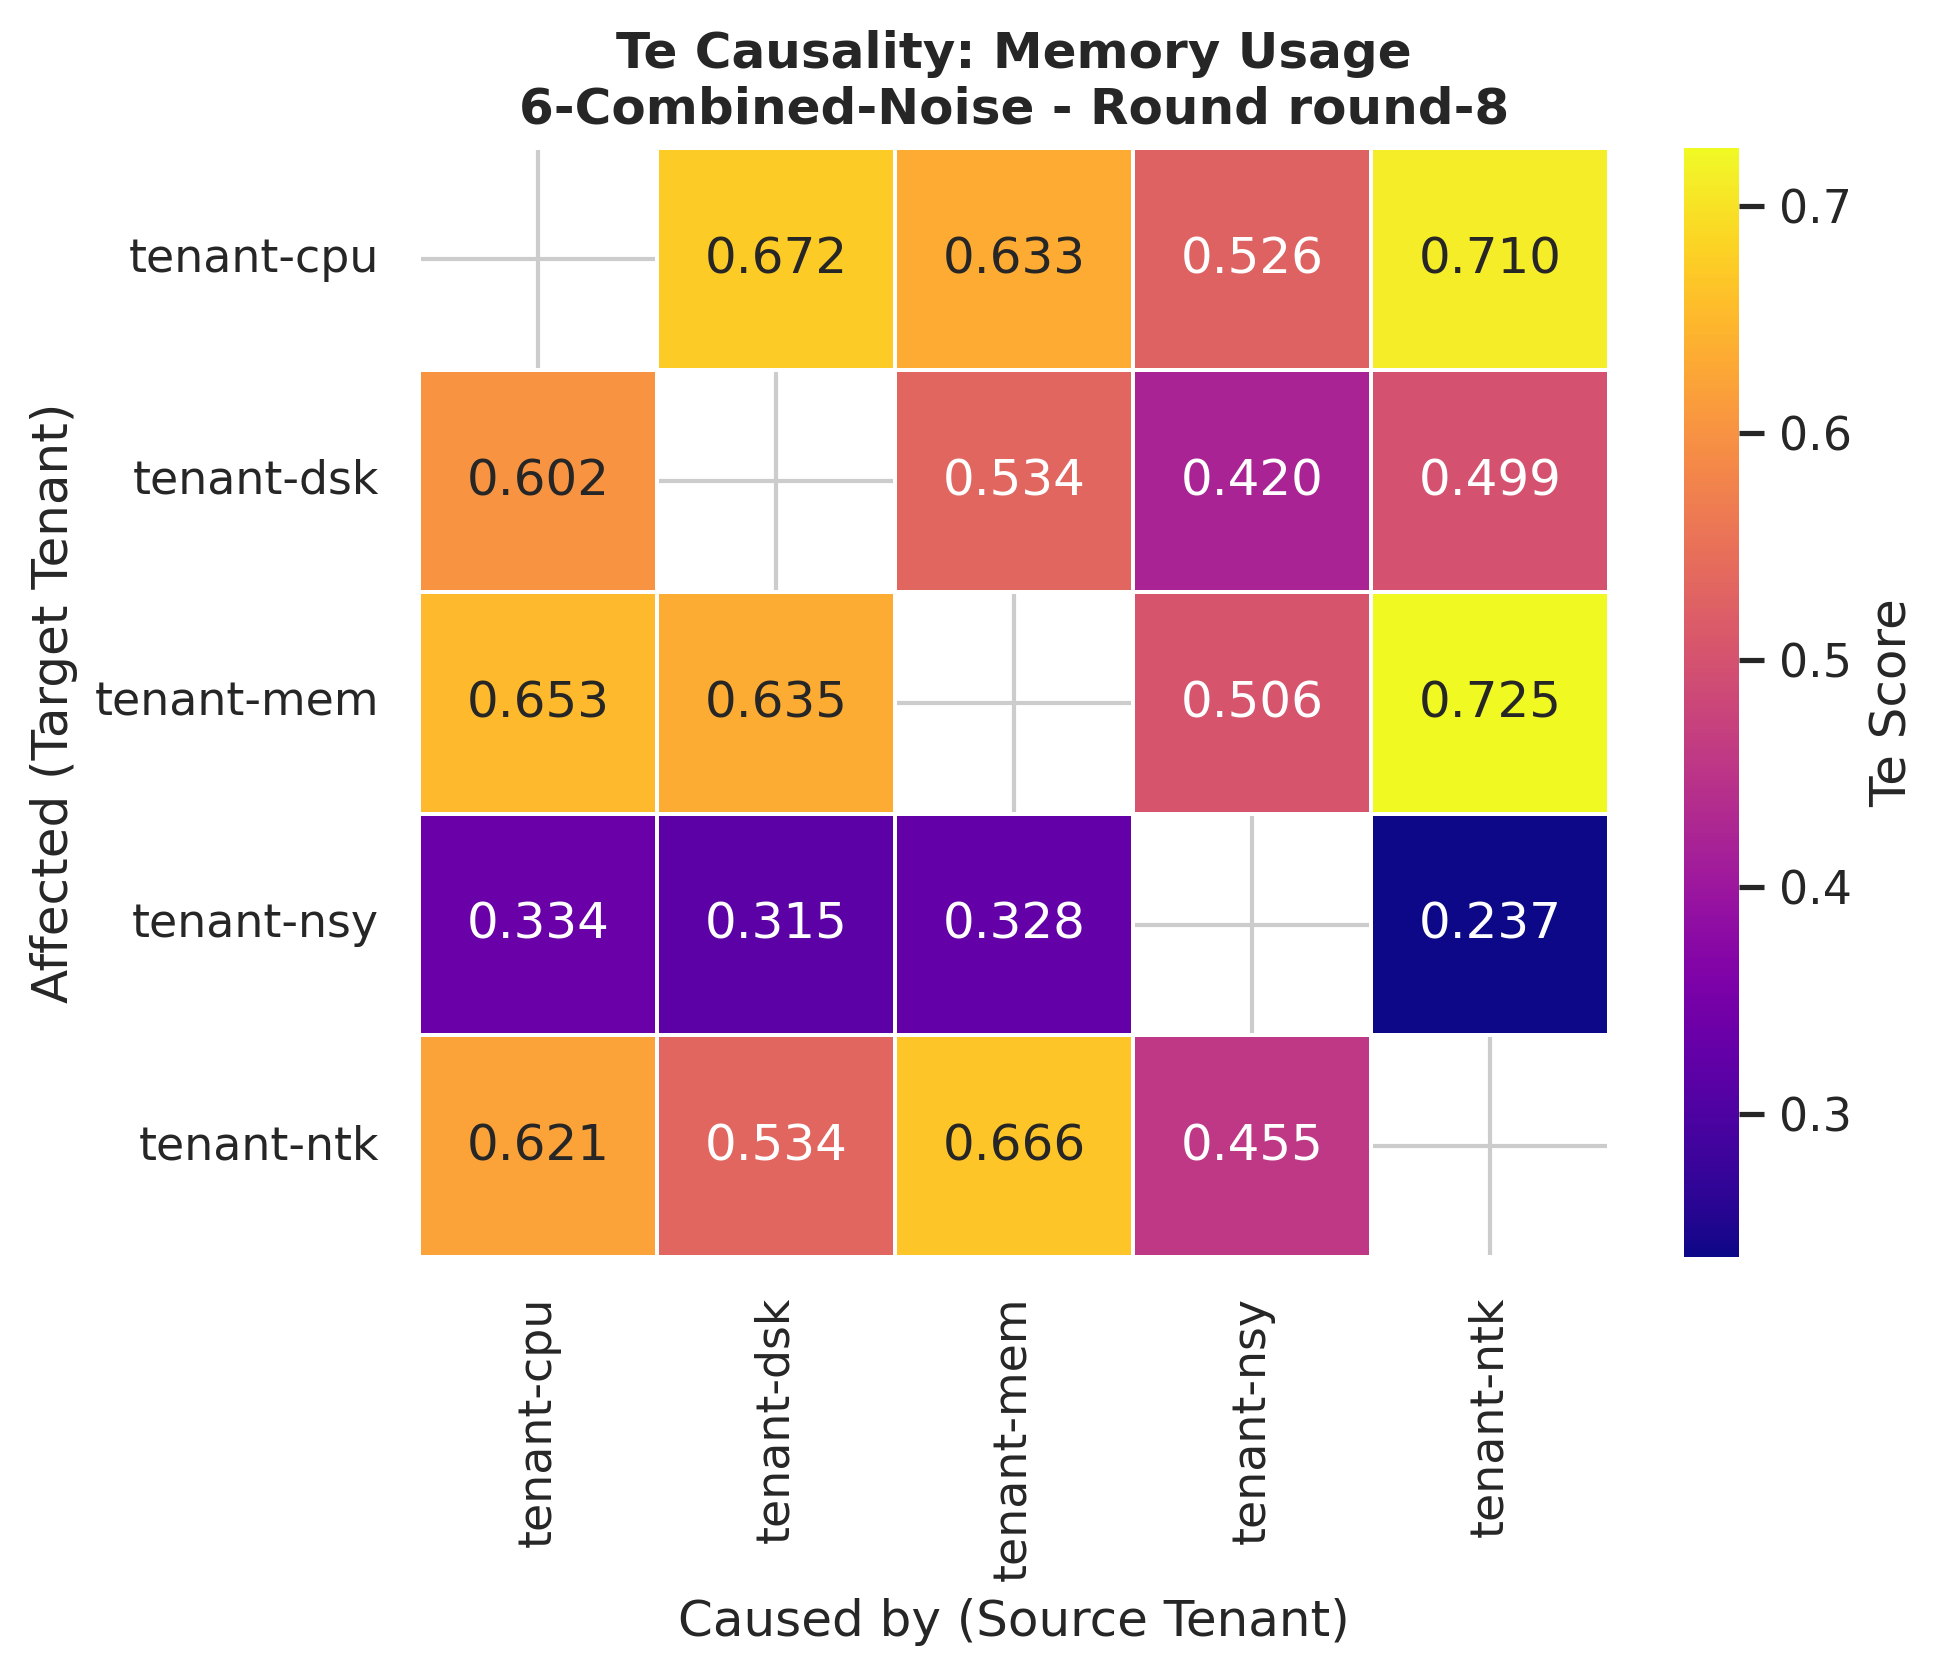 Te Causality: Memory Usage
6-Combined-Noise - Round round-8
Affected (Target Tenant)
tenant-cpu 0.672 0.633 0.526 0.710
tenant-dsk 0.602 0.534 0.420 0.499
tenant-mem 0.653 0.635 0.506 0.725
tenant-nsy 0.334 0.315 0.328 0.237
tenant-ntk 0.621 0.534 0.666 0.455
tenant-cpu tenant-dsk tenant-mem tenant-nsy tenant-ntk
Caused by (Source Tenant)
0.7
0.6
0.5
0.4
0.3
Te Score